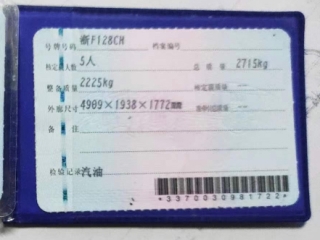 号牌号码 浙F128CH 档案编号
核定载人数 5人 总质量 2715kg
整备质量 2225kg 核定载质量 --
外廓尺寸 4909×1938×1772mm 准牵引总质量 --
备注
检验记录 汽油
*3370030981722*